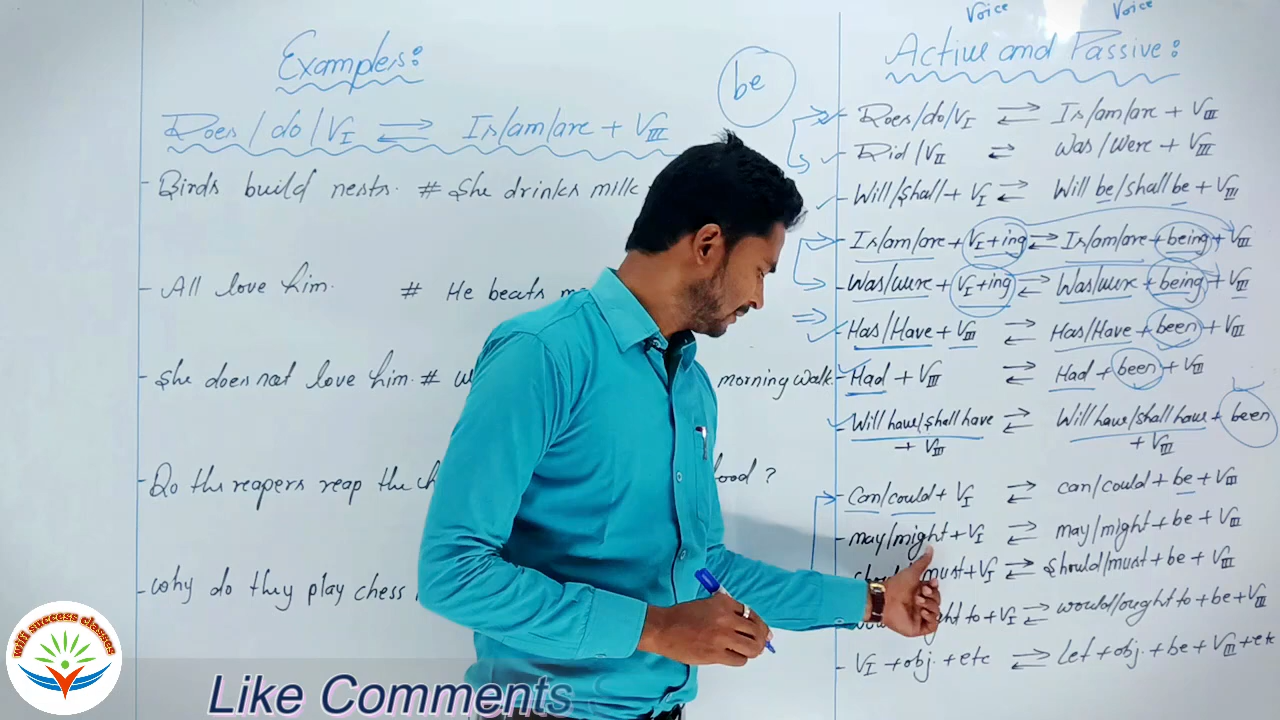 Examples:
be
Does/do/VI ⇌ Is/am/are + VIII
- Birds build nests. # She drinks milk
- All love him. # He beats
- She does not love him. # morning walk
- Do the reapers reap the food ?
- Why do they play chess
Voice Voice
Active and Passive:
Does/do/VI ⇌ Is/am/are + VIII
Did/VII ⇌ Was/Were + VIII
Will/Shall + VI ⇌ Will be/shall be + VIII
Is/am/are + VI+ing ⇌ Is/am/are + being + VIII
Was/were + VI+ing ⇌ Was/were + being + VIII
Has/Have + VIII ⇌ Has/Have + been + VIII
Had + VIII ⇌ Had + been + VIII
Will have/shall have + VIII ⇌ Will have/shall have + been + VIII
Can/could + VI ⇌ can/could + be + VIII
may/might + VI ⇌ may/might + be + VIII
must + VI ⇌ should/must + be + VIII
to + VI ⇌ would/ought to + be + VIII
VI + obj. + etc ⇌ Let + obj. + be + VIII + etc
wifi success classes
Like Comments